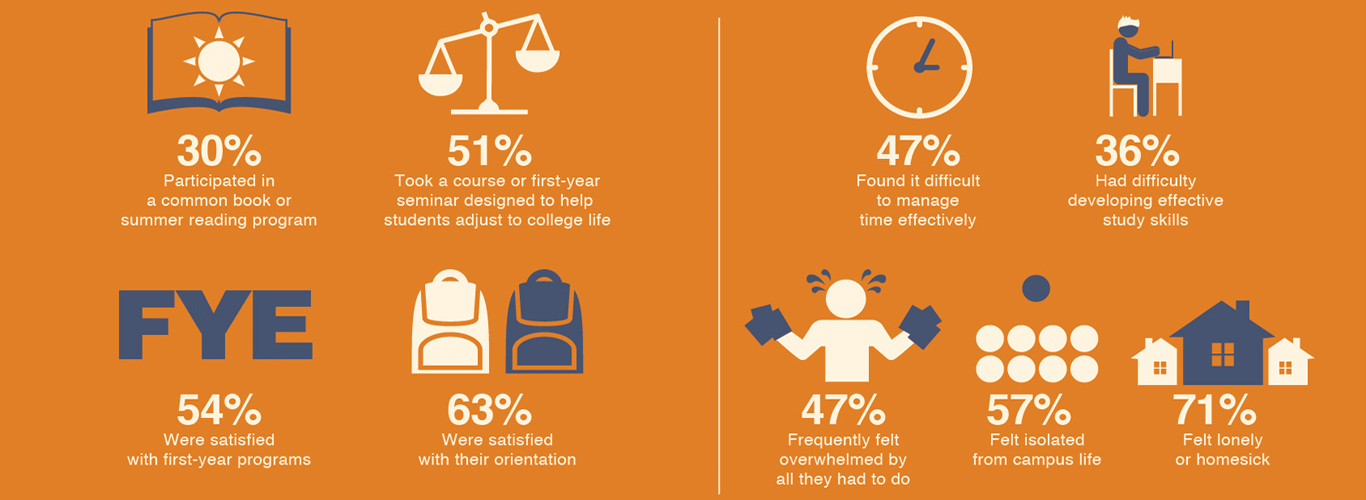 30%
Participated in
a common book or
summer reading program
51%
Took a course or first-year
seminar designed to help
students adjust to college life
FYE
54%
Were satisfied
with first-year programs
63%
Were satisfied
with their orientation
47%
Found it difficult
to manage
time effectively
36%
Had difficulty
developing effective
study skills
47%
Frequently felt
overwhelmed by
all they had to do
57%
Felt isolated
from campus life
71%
Felt lonely
or homesick